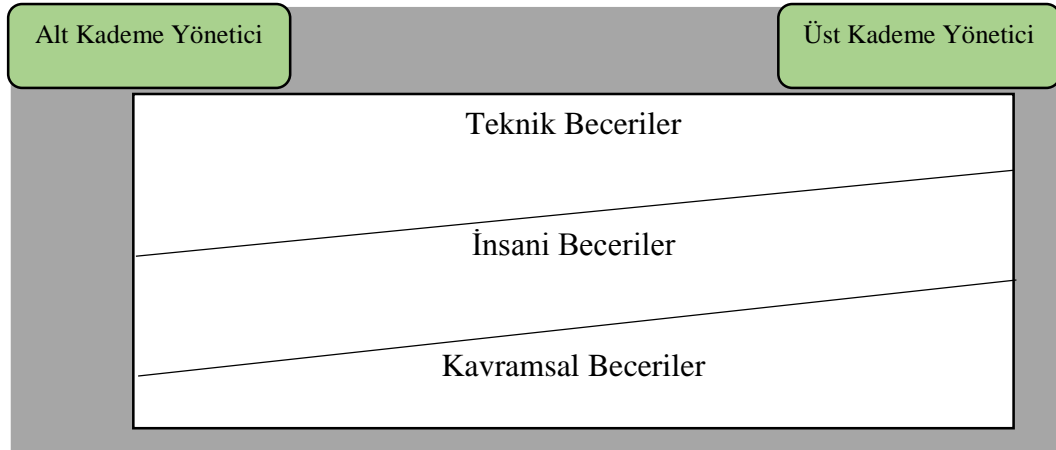 Alt Kademe Yönetici
Üst Kademe Yönetici
Teknik Beceriler
İnsani Beceriler
Kavramsal Beceriler